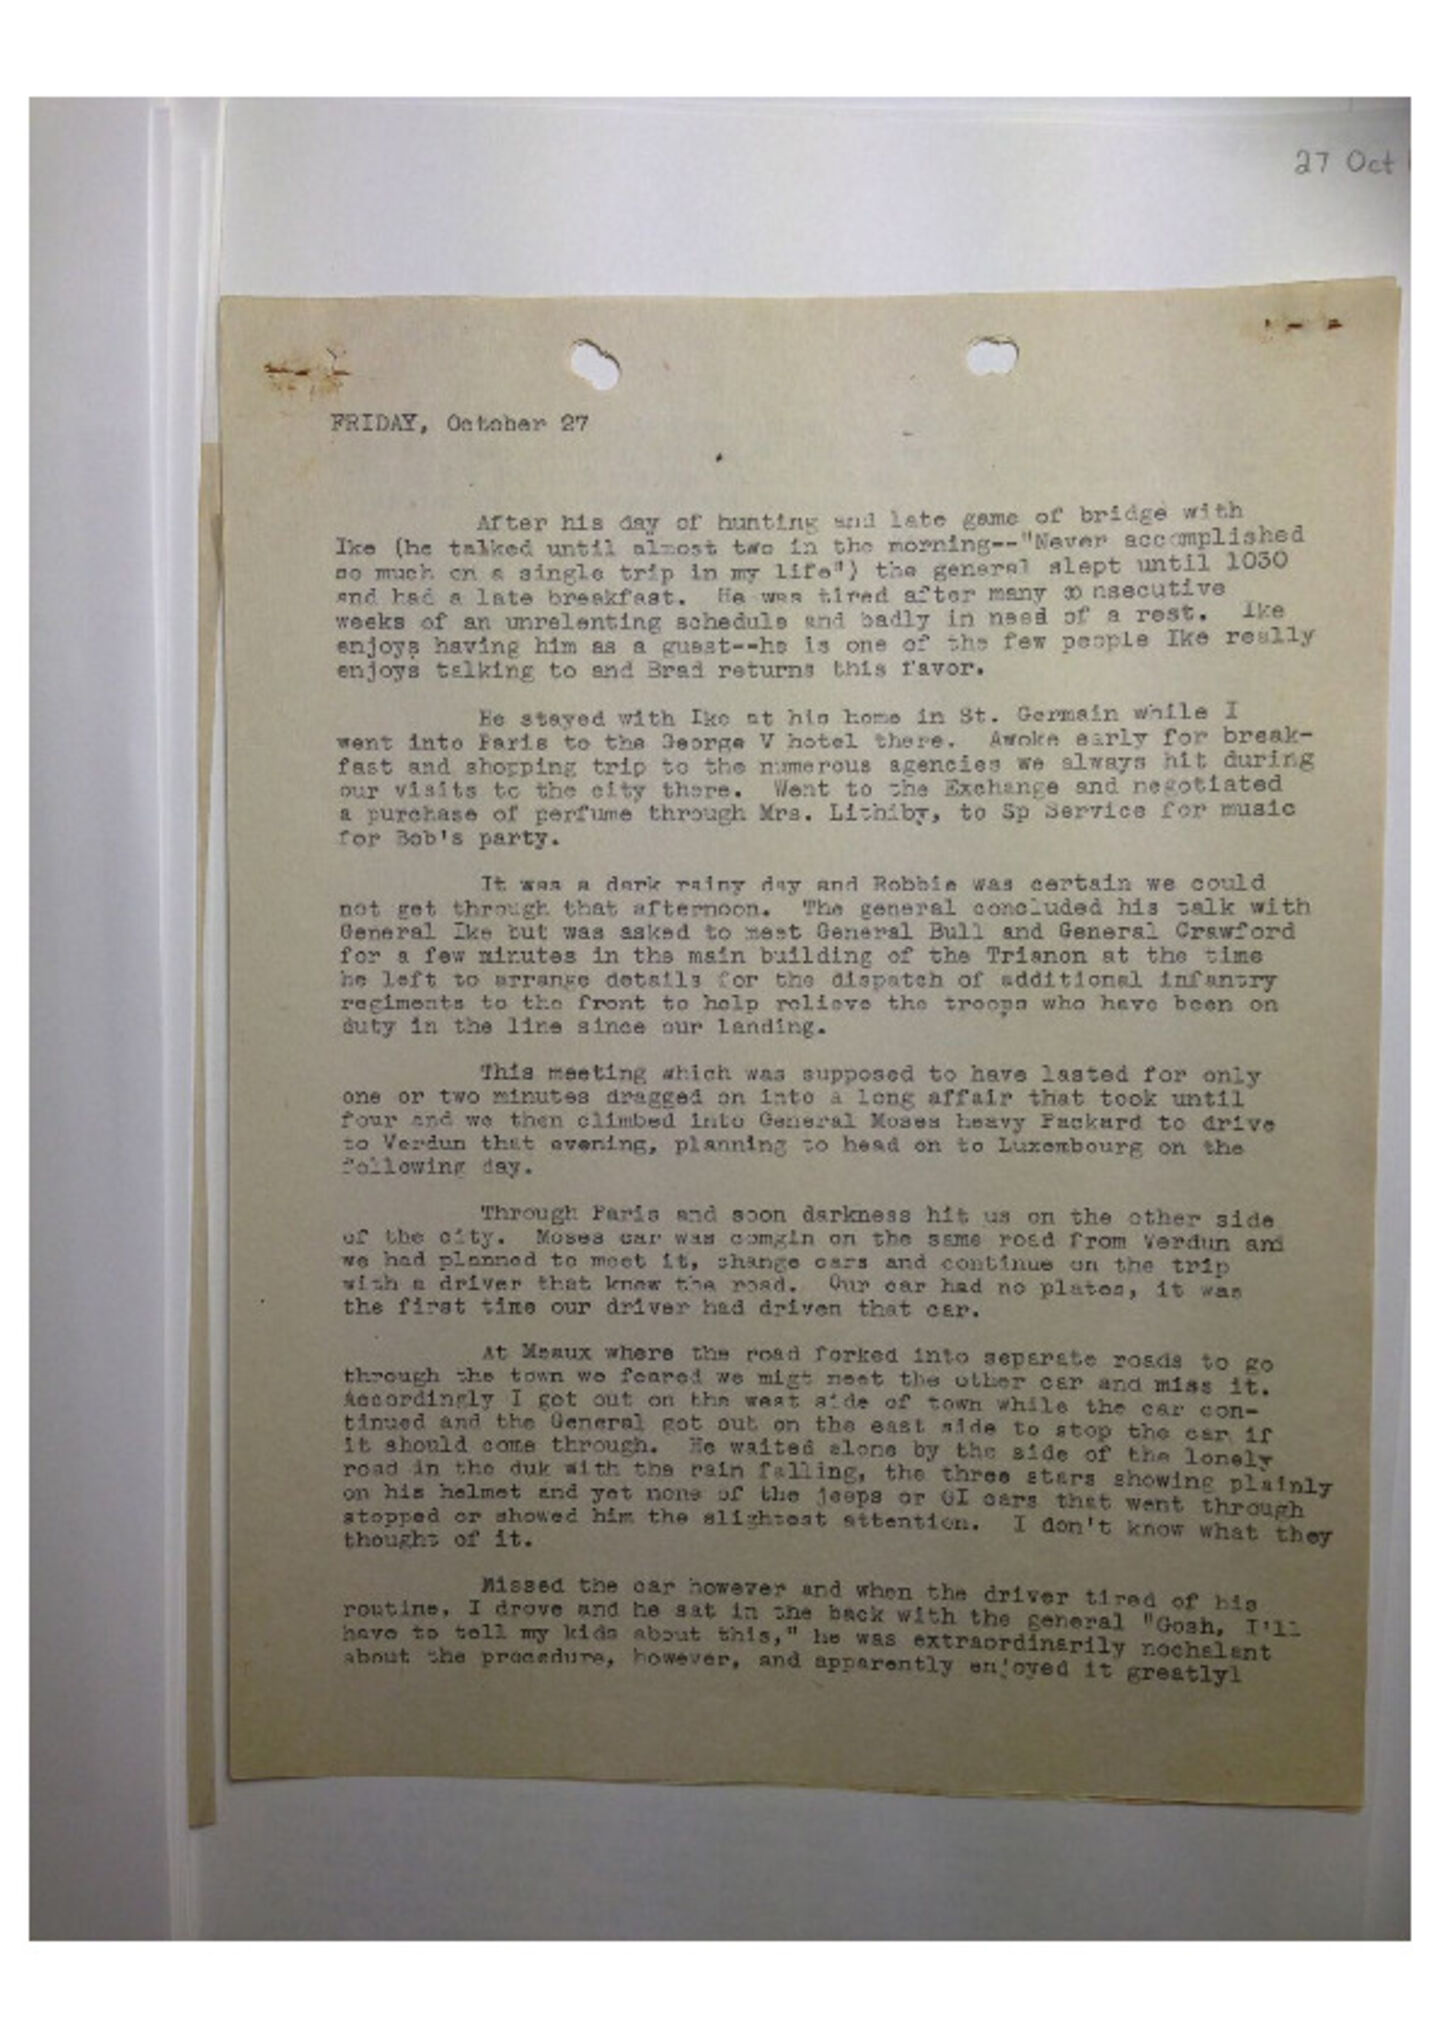 27 Oct
FRIDAY, October 27
After his day of hunting and late game of bridge with
Ike (he talked until almost two in the morning--"Never accomplished
so much on a single trip in my life") the general slept until 1030
and had a late breakfast. He was tired after many co nsecutive
weeks of an unrelenting schedule and badly in need of a rest. Ike
enjoys having him as a guest--he is one of the few people Ike really
enjoys talking to and Brad returns this favor.
He stayed with Ike at his home in St. Germain while I
went into Paris to the George V hotel there. Awoke early for break-
fast and shopping trip to the numerous agencies we always hit during
our visits to the city there. Went to the Exchange and negotiated
a purchase of perfume through Mrs. Lithiby, to Sp Service for music
for Bob's party.
It was a dark rainy day and Robbie was certain we could
not get through that afternoon. The general concluded his talk with
General Ike but was asked to meet General Bull and General Crawford
for a few minutes in the main building of the Trianon at the time
he left to arrange details for the dispatch of additional infantry
regiments to the front to help relieve the troops who have been on
duty in the line since our landing.
This meeting which was supposed to have lasted for only
one or two minutes dragged on into a long affair that took until
four and we then climbed into General Moses heavy Packard to drive
to Verdun that evening, planning to head on to Luxembourg on the
following day.
Through Paris and soon darkness hit us on the other side
of the city. Moses car was comgin on the same road from Verdun and
we had planned to meet it, change cars and continue on the trip
with a driver that knew the road. Our car had no plates, it was
the first time our driver had driven that car.
At Meaux where the road forked into separate roads to go
through the town we feared we migt meet the other car and miss it.
Accordingly I got out on the west side of town while the car con-
tinued and the General got out on the east side to stop the car if
it should come through. He waited alone by the side of the lonely
road in the duk with the rain falling, the three stars showing plainly
on his helmet and yet none of the jeeps or GI cars that went through
stopped or showed him the slightest attention. I don't know what they
thought of it.
Missed the car however and when the driver tired of his
routine, I drove and he sat in the back with the general "Gosh, I'll
have to tell my kids about this," he was extraordinarily nochalant
about the procedure, however, and apparently enjoyed it greatlyl